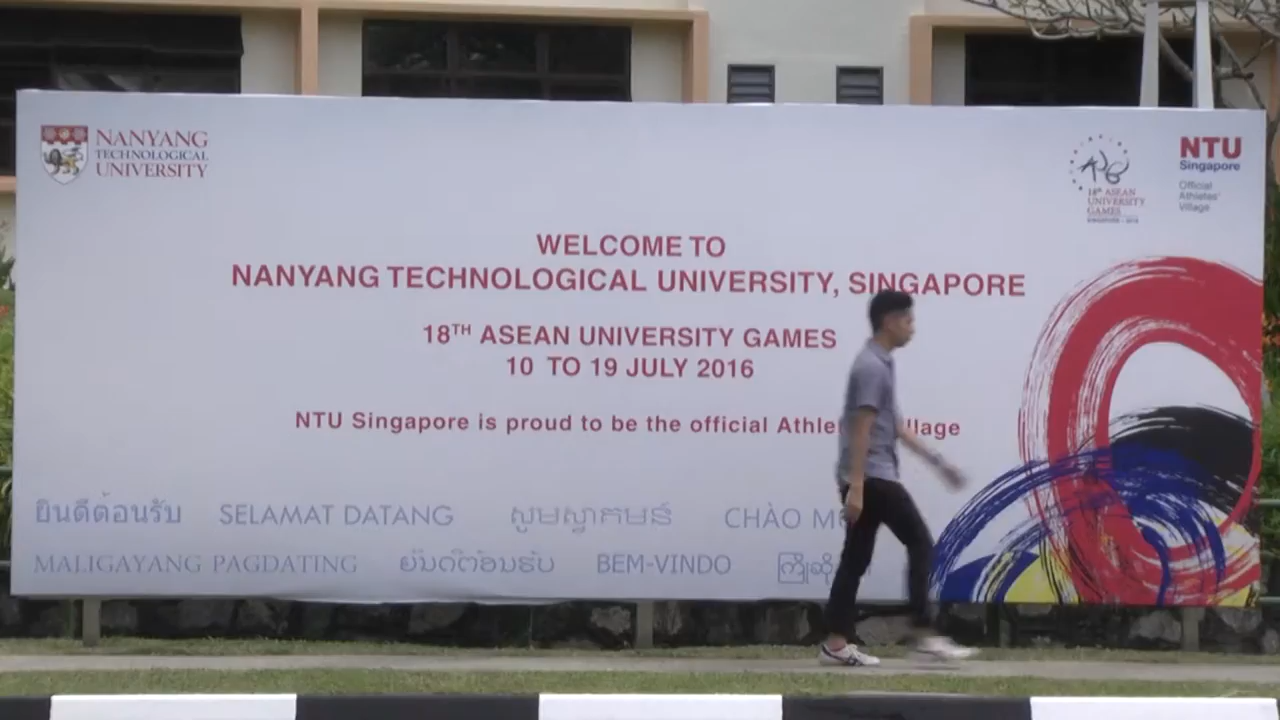 NANYANG
TECHNOLOGICAL
UNIVERSITY
18th ASEAN
UNIVERSITY
GAMES
NTU
Singapore
Official
Athletes'
Village
WELCOME TO
NANYANG TECHNOLOGICAL UNIVERSITY, SINGAPORE
18TH ASEAN UNIVERSITY GAMES
10 TO 19 JULY 2016
NTU Singapore is proud to be the official
ยินดีต้อนรับ SELAMAT DATANG សូមស្វាគមន៍ CHÀO
MALIGAYANG PAGDATING ຍິນດີຕ້ອນຮັບ BEM-VINDO